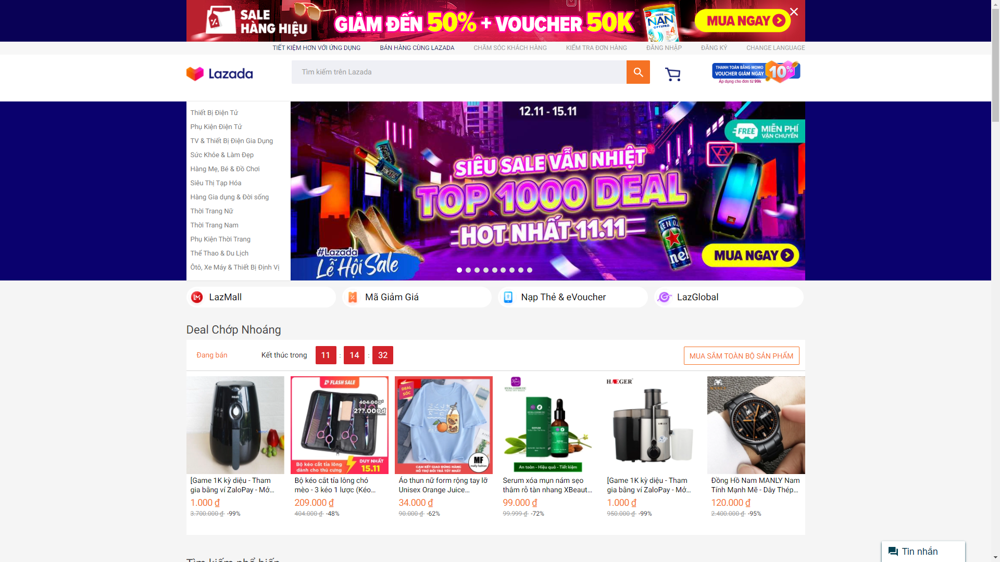 SALE
HÀNG HIỆU
GIẢM ĐẾN 50% + VOUCHER 50K
NAN
OPTIPRO
4
MUA NGAY
TIẾT KIỆM HƠN VỚI ỨNG DỤNG
BÁN HÀNG CÙNG LAZADA
CHĂM SÓC KHÁCH HÀNG
KIỂM TRA ĐƠN HÀNG
ĐĂNG NHẬP
ĐĂNG KÝ
CHANGE LANGUAGE
Lazada
Tìm kiếm trên Lazada
THANH TOÁN BẰNG MOMO
VOUCHER GIẢM NGAY
10%
Áp dụng cho đơn từ 99k
Thiết Bị Điện Tử
Phụ Kiện Điện Tử
TV & Thiết Bị Điện Gia Dụng
Sức Khỏe & Làm Đẹp
Hàng Mẹ, Bé & Đồ Chơi
Siêu Thị Tạp Hóa
Hàng Gia dụng & Đời sống
Thời Trang Nữ
Thời Trang Nam
Phụ Kiện Thời Trang
Thể Thao & Du Lịch
Ôtô, Xe Máy & Thiết Bị Định Vị
12.11 - 15.11
FREE
MIỄN PHÍ
VẬN CHUYỂN
SIÊU SALE VẪN NHIỆT
TOP 1000 DEAL
HOT NHẤT 11.11
#Lazada
Lễ Hội Sale
JBL
MUA NGAY
LazMall
Mã Giảm Giá
Nạp Thẻ & eVoucher
LazGlobal
Deal Chớp Nhoáng
Đang bán
Kết thúc trong
11 : 14 : 32
MUA SẮM TOÀN BỘ SẢN PHẨM
FLASH SALE
404.000đ
2??.000đ
Bộ kéo cắt tỉa lông
dành cho thú cưng
DUY NHẤT
15.11
DEAL
SỐC
MF
molly fashion
CAM KẾT GIAO ĐÚNG HÀNG
HỖ TRỢ ĐỔI TRẢ TỐT NHẤT
HYMA COSMETIC
SERUM
An toàn - Hiệu quả - Tiết kiệm
HAEGER
[Game 1K kỳ diệu - Tham
gia bằng ví ZaloPay - Mở...
1.000 ₫
3.700.000 ₫ -99%
Bộ kéo cắt tỉa lông chó
mèo - 3 kéo 1 lược (Kéo...
209.000 ₫
404.000 ₫ -48%
Áo thun nữ form rộng tay lỡ
Unisex Orange Juice...
34.000 ₫
90.000 ₫ -62%
Serum xóa mụn nám sẹo
thâm rỗ tàn nhang XBeaut...
99.000 ₫
99.999 ₫ -72%
[Game 1K kỳ diệu - Tham
gia bằng ví ZaloPay - Mở...
1.000 ₫
950.000 ₫ -99%
Đồng Hồ Nam MANLY Nam
Tính Mạnh Mẽ - Dây Thép...
120.000 ₫
2.400.000 ₫ -95%
Tìm kiếm phổ biến
Tin nhắn